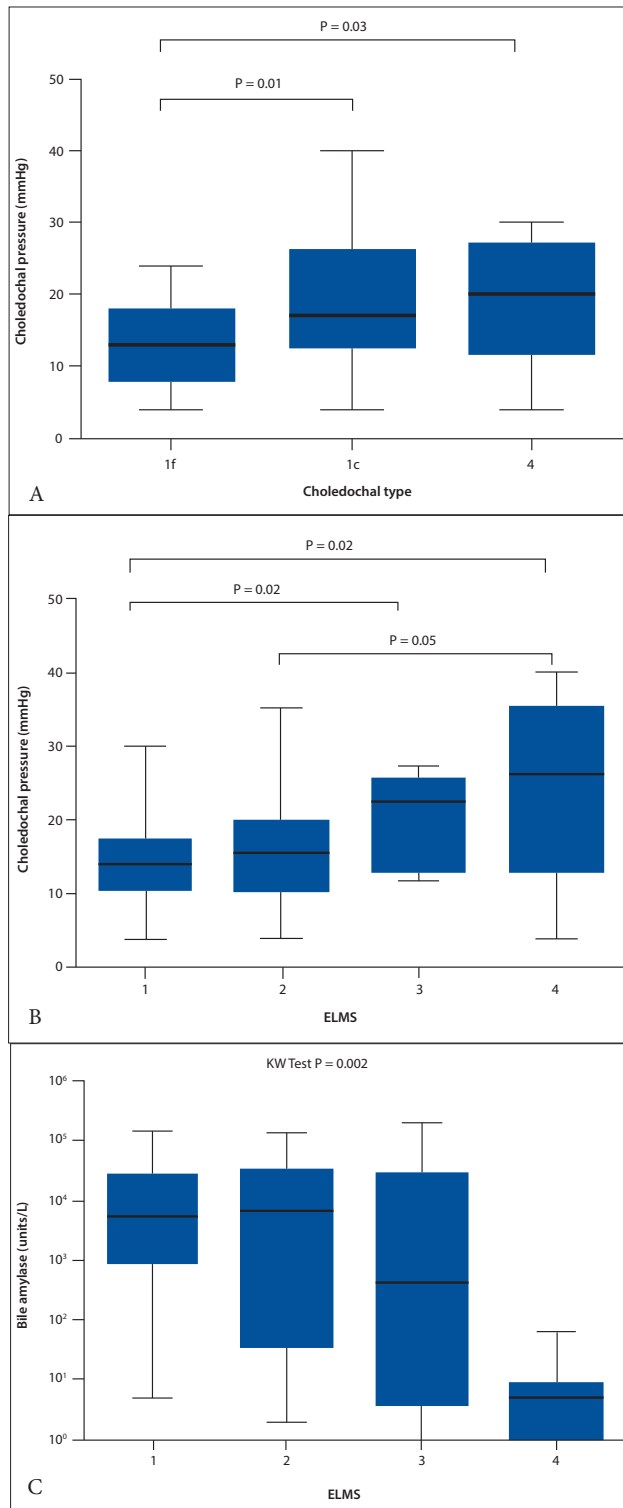 P = 0.03
P = 0.01
50
40
30
20
10
0
Choledochal pressure (mmHg)
1f 1c 4
Choledochal type
A
P = 0.02
P = 0.02
P = 0.05
50
40
30
20
10
0
Choledochal pressure (mmHg)
1 2 3 4
ELMS
B
KW Test P = 0.002
10⁶
10⁵
10⁴
10³
10²
10¹
10⁰
Bile amylase (units/L)
1 2 3 4
ELMS
C